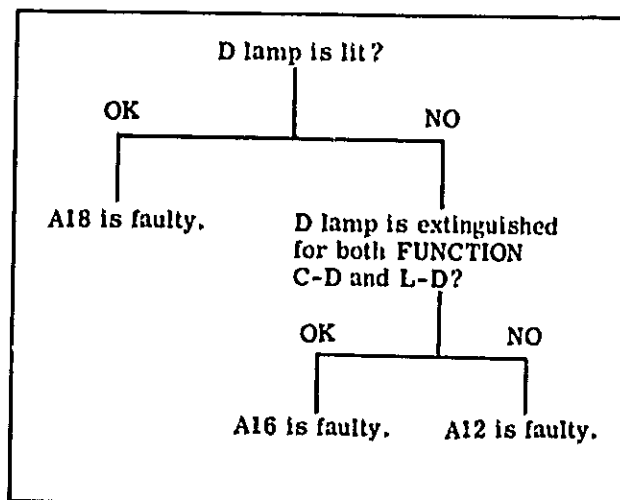 D lamp is lit?
OK
NO
A18 is faulty.
D lamp is extinguished
for both FUNCTION
C-D and L-D?
OK
NO
A16 is faulty.
A12 is faulty.